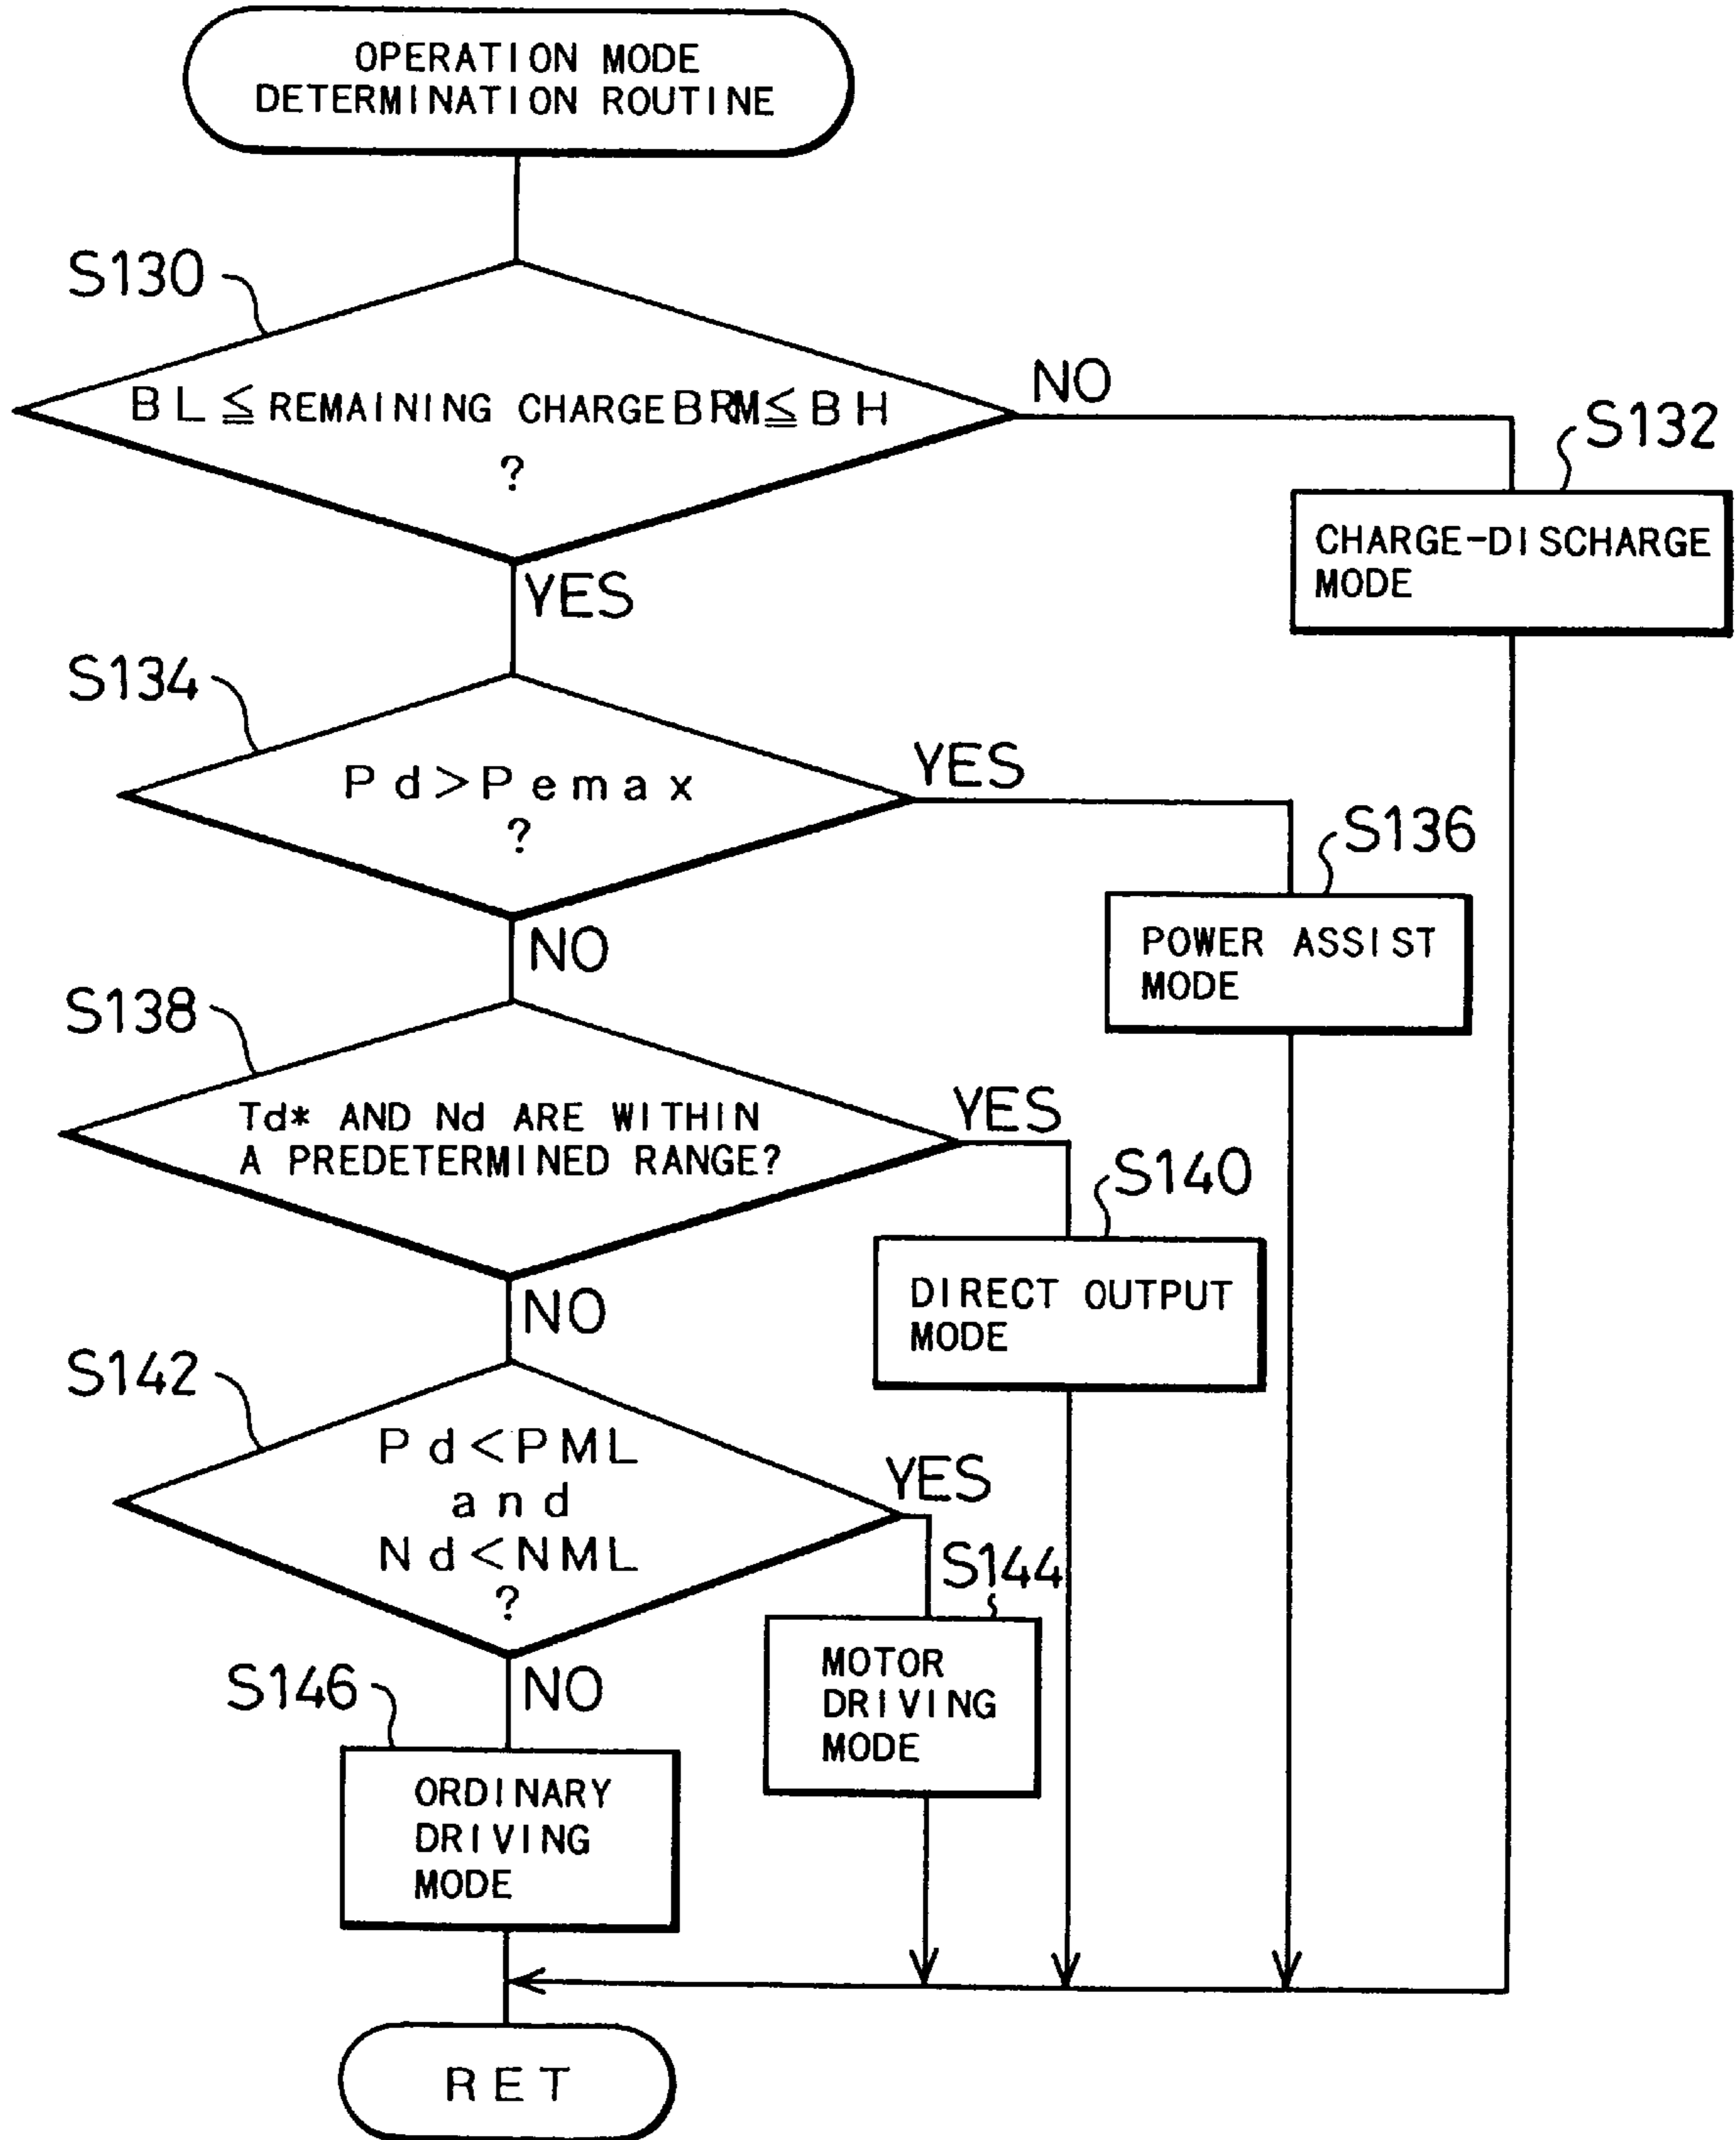 OPERATION MODE
DETERMINATION ROUTINE
S130
BL≦REMAINING CHARGE BRM≦BH
?
NO
S132
CHARGE-DISCHARGE
MODE
YES
S134
Pd>Pemax
?
YES
S136
POWER ASSIST
MODE
NO
S138
Td* AND Nd ARE WITHIN
A PREDETERMINED RANGE?
YES
S140
DIRECT OUTPUT
MODE
NO
S142
Pd<PML
and
Nd<NML
?
YES
S144
MOTOR
DRIVING
MODE
NO
S146
ORDINARY
DRIVING
MODE
RET